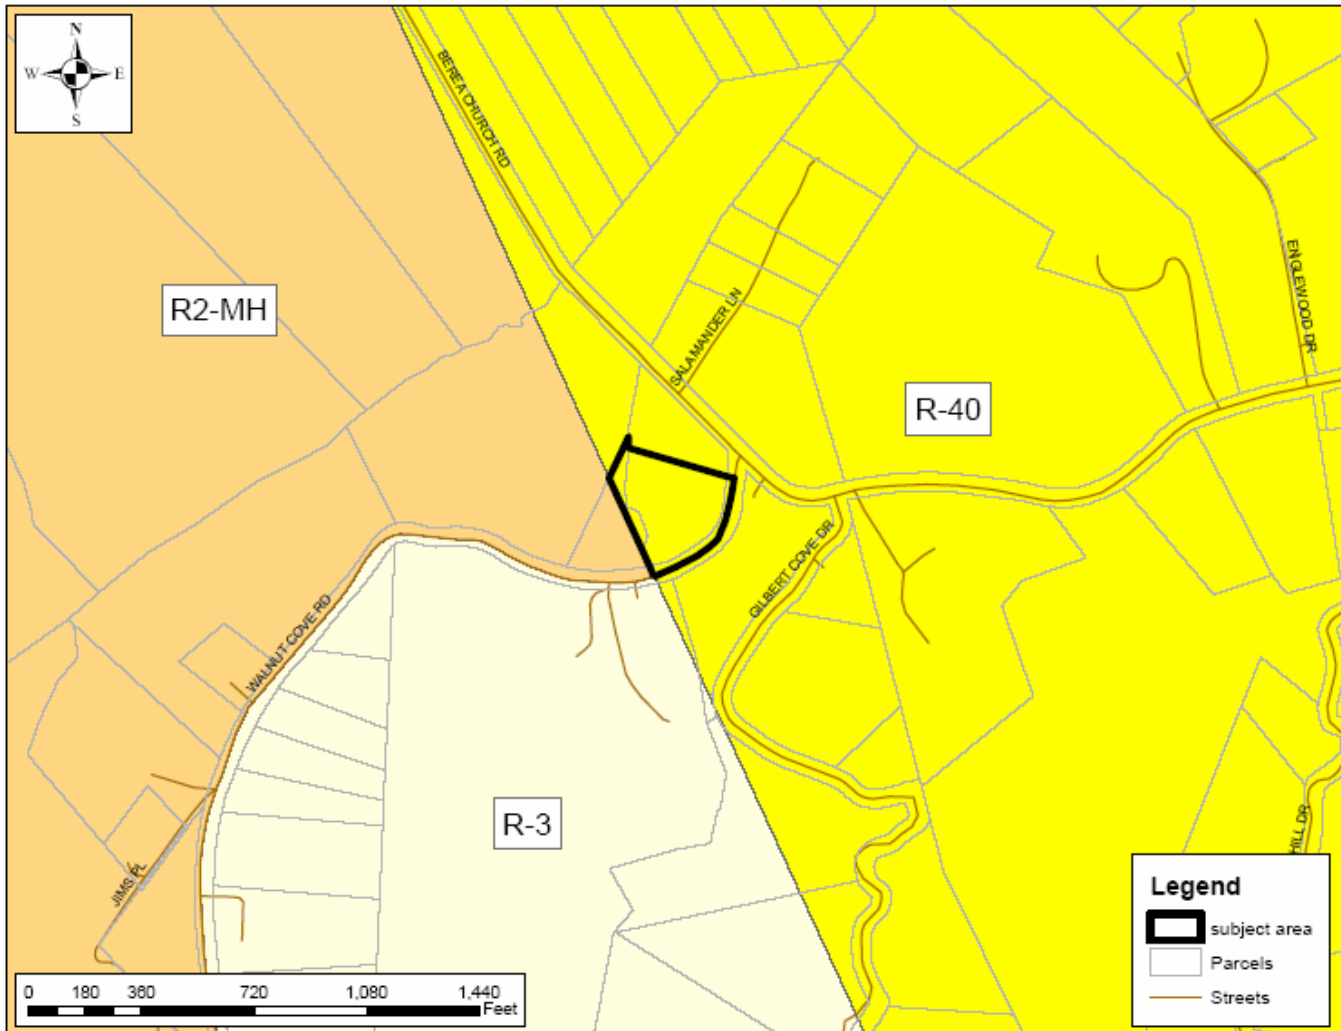 N
W E
S
BEREA CHURCH RD
R2-MH
SALAMANDER LN
ENGLEWOOD DR
R-40
GILBERT COVE DR
WALNUT COVE RD
R-3
JIMS PL
HILL DR
Legend
subject area
Parcels
Streets
0 180 360 720 1,080 1,440
Feet